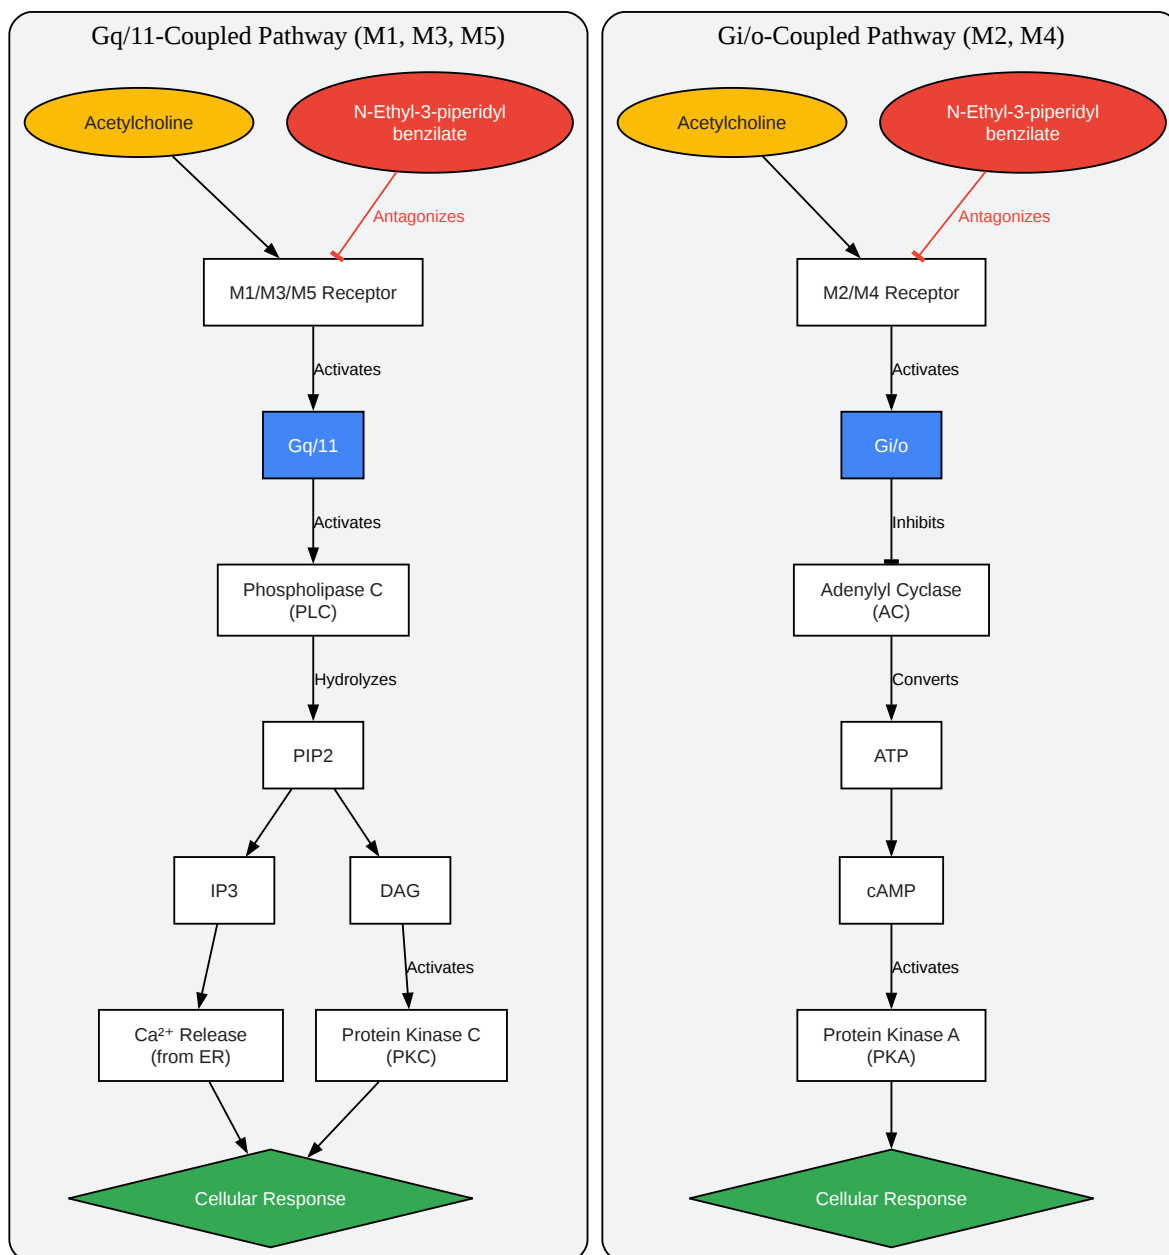 Gq/11-Coupled Pathway (M1, M3, M5)
Acetylcholine
N-Ethyl-3-piperidyl
benzilate
Antagonizes
M1/M3/M5 Receptor
Activates
Gq/11
Activates
Phospholipase C
(PLC)
Hydrolyzes
PIP2
IP3
DAG
Activates
Ca²⁺ Release
(from ER)
Protein Kinase C
(PKC)
Cellular Response
Gi/o-Coupled Pathway (M2, M4)
Acetylcholine
N-Ethyl-3-piperidyl
benzilate
Antagonizes
M2/M4 Receptor
Activates
Gi/o
Inhibits
Adenylyl Cyclase
(AC)
Converts
ATP
cAMP
Activates
Protein Kinase A
(PKA)
Cellular Response